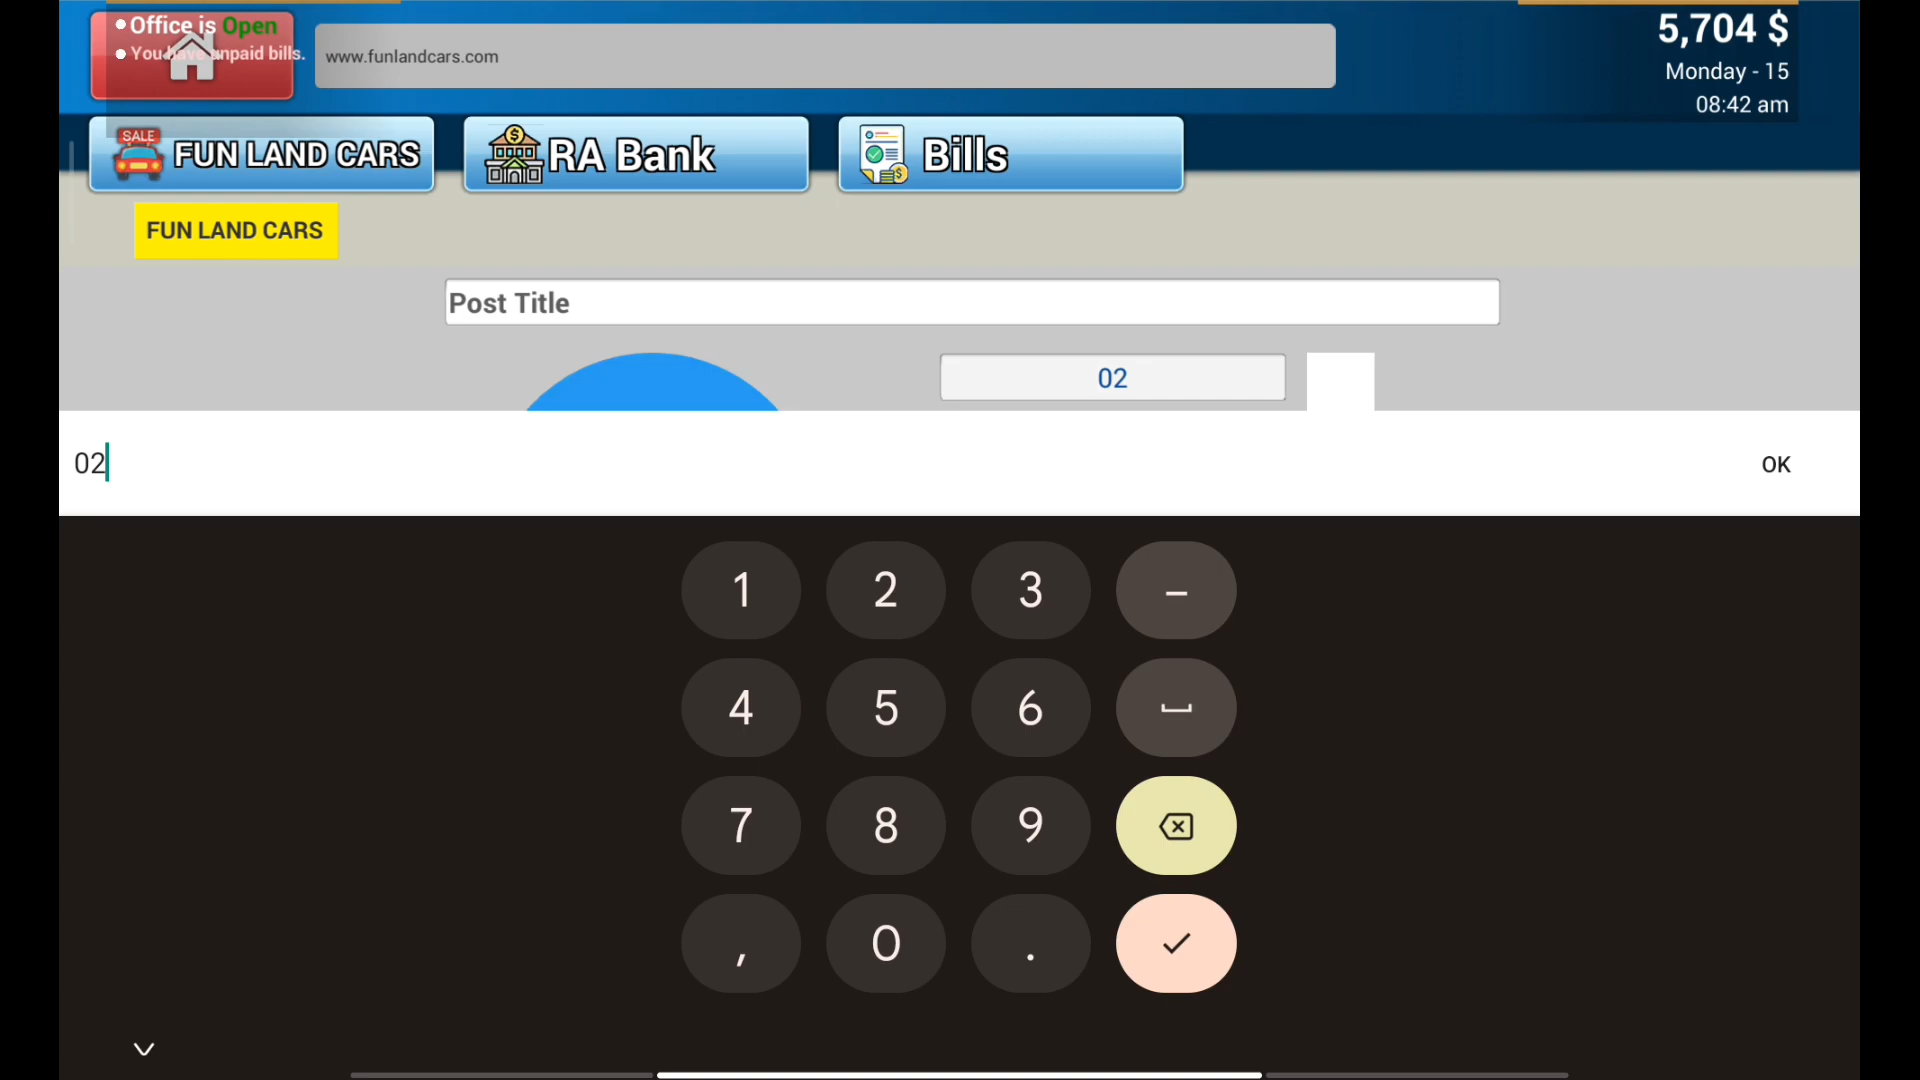 Office is Open
You have unpaid bills.
www.funlandcars.com
5,704 $
Monday - 15
08:42 am
SALE
FUN LAND CARS
RA Bank
Bills
FUN LAND CARS
Post Title
02
02
OK
1 2 3 –
4 5 6
7 8 9
, 0 .